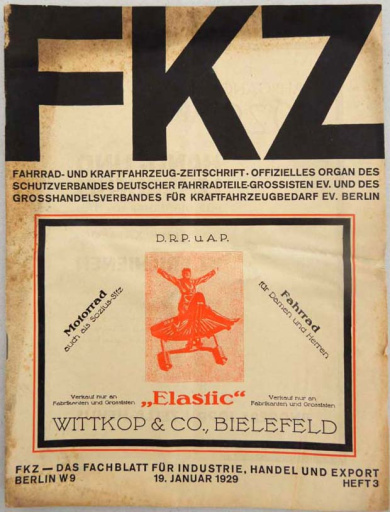 FKZ
FAHRRAD- UND KRAFTFAHRZEUG-ZEITSCHRIFT · OFFIZIELLES ORGAN DES
SCHUTZVERBANDES DEUTSCHER FAHRRADTEILE-GROSSISTEN EV. UND DES
GROSSHANDELSVERBANDES FÜR KRAFTFAHRZEUGBEDARF EV. BERLIN
D.R.P. u. A.P.
Motorrad
auch als Sozius-Sitz
Fahrrad
für Damen und Herren
Verkauf nur an
Fabrikanten und Grossisten.
Verkauf nur an
Fabrikanten und Grossisten.
„Elastic“
WITTKOP & CO., BIELEFELD
FKZ — DAS FACHBLATT FÜR INDUSTRIE, HANDEL UND EXPORT
BERLIN W9 19. JANUAR 1929 HEFT 3